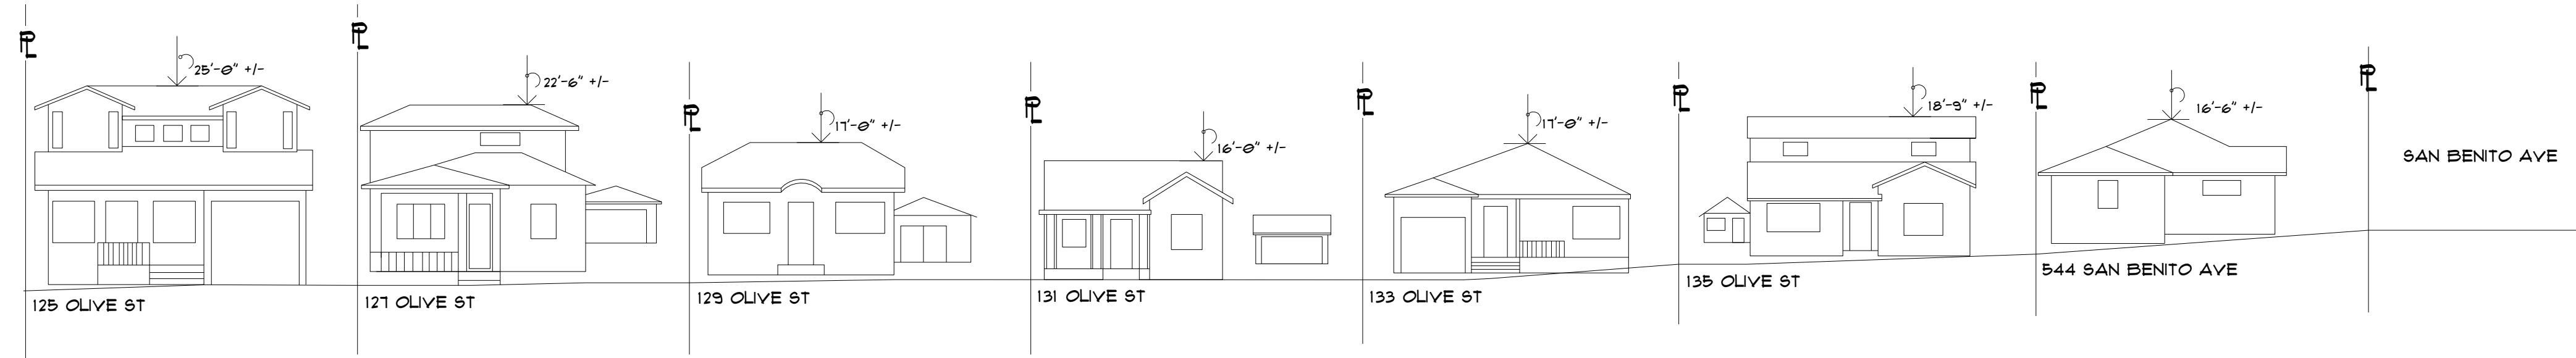 PL
PL
PL
PL
PL
PL
PL
PL
25'-0" +/-
22'-6" +/-
17'-0" +/-
16'-0" +/-
17'-0" +/-
18'-9" +/-
16'-6" +/-
SAN BENITO AVE
125 OLIVE ST
127 OLIVE ST
129 OLIVE ST
131 OLIVE ST
133 OLIVE ST
135 OLIVE ST
544 SAN BENITO AVE